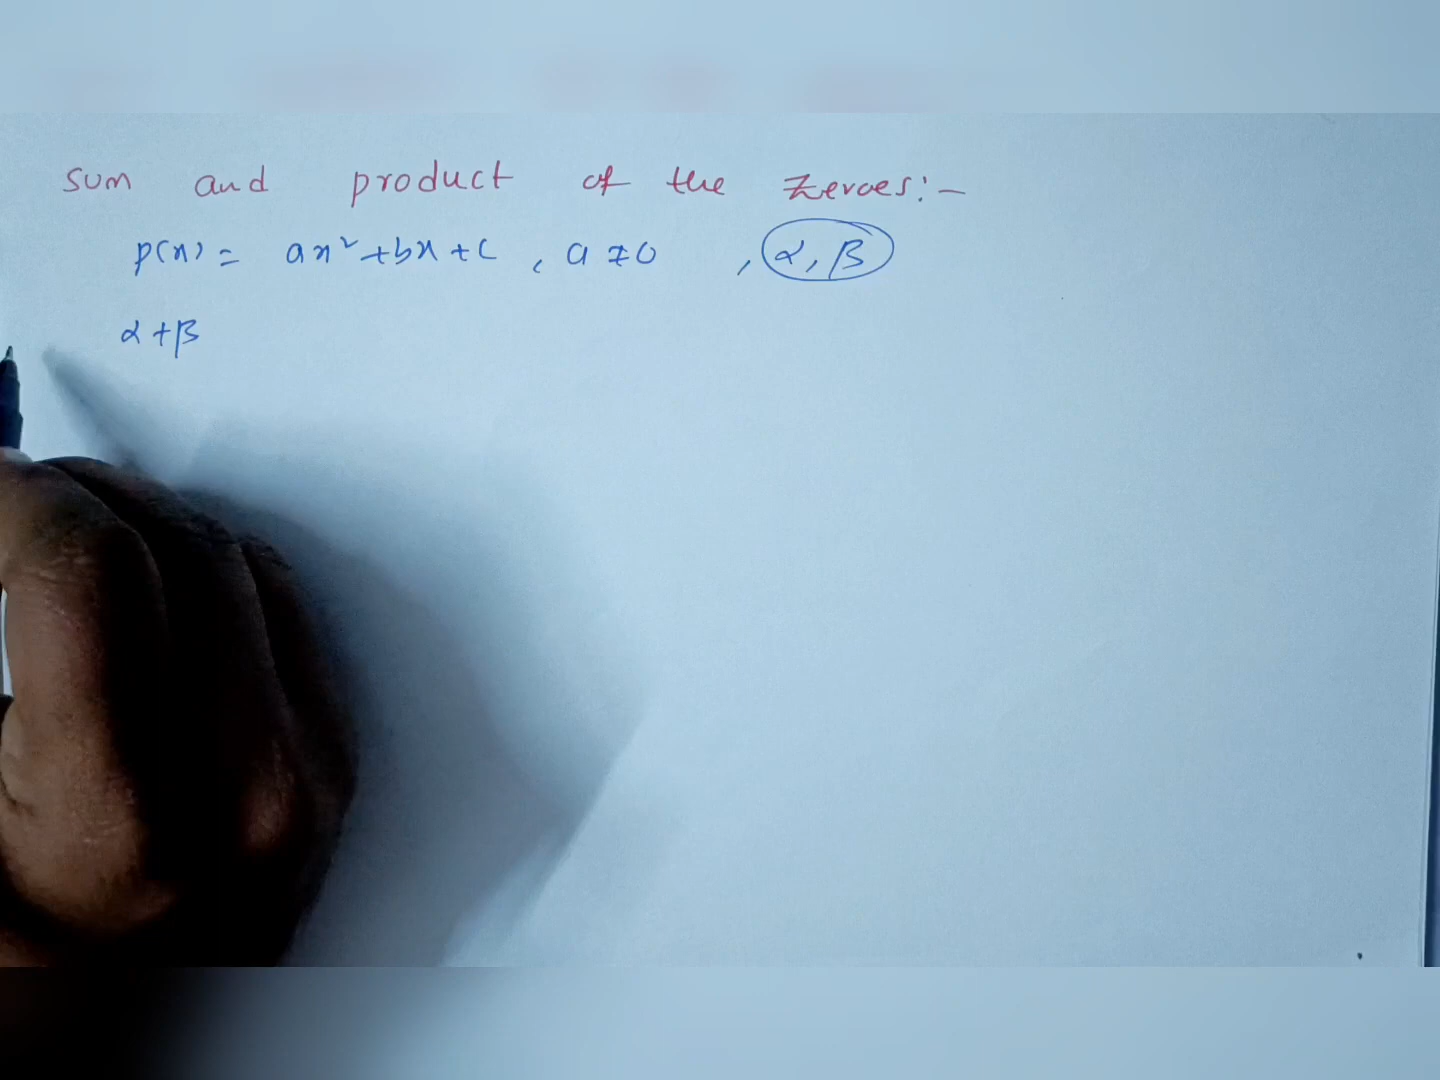 sum and product of the zeroes:-
p(x) = ax²+bx+c , a≠0 , α, β
α+β